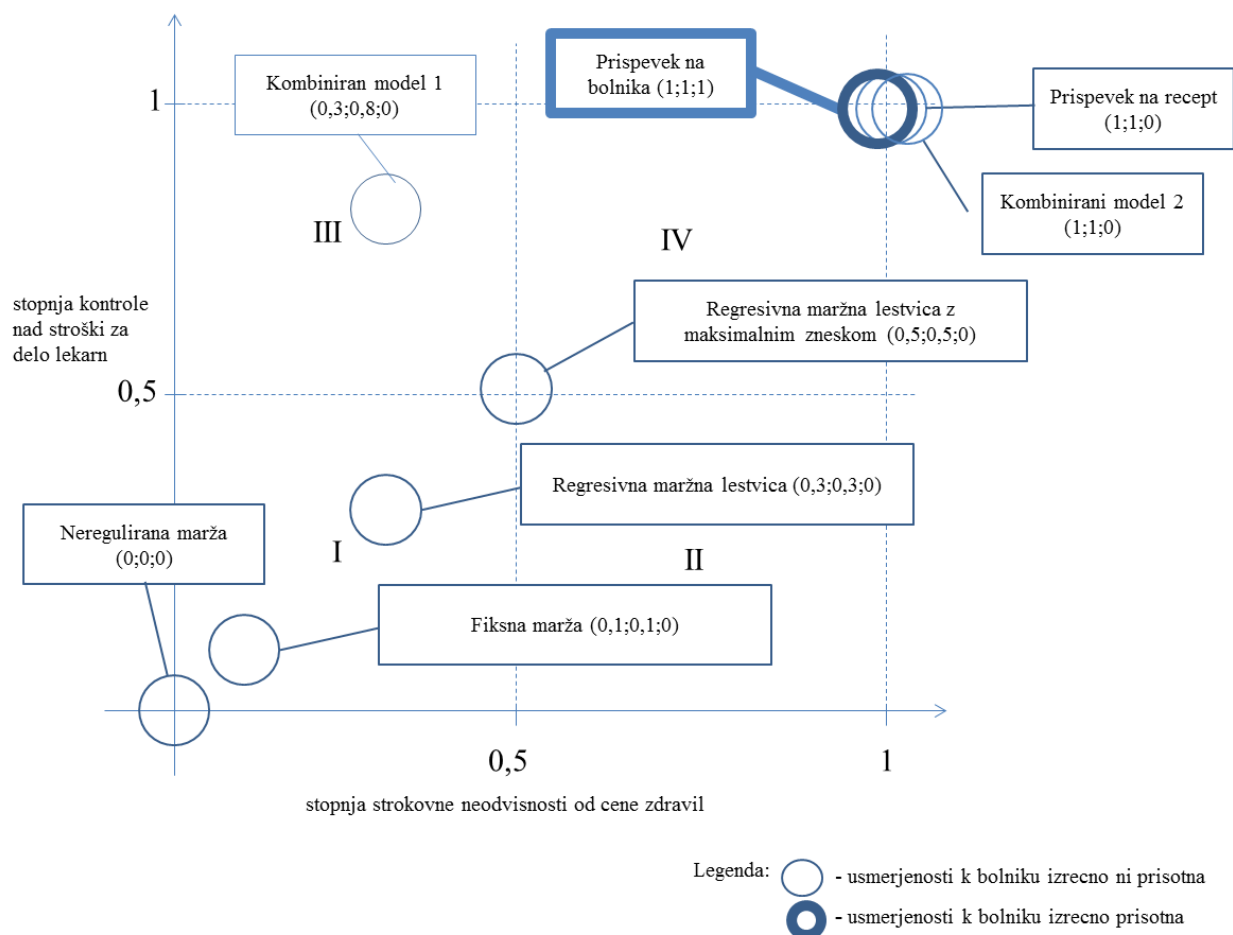 Kombiniran model 1
(0,3;0,8;0)
Prispevek na
bolnika (1;1;1)
Prispevek na recept
(1;1;0)
1
Kombinirani model 2
(1;1;0)
III
IV
stopnja kontrole
nad stroški za
delo lekarn
Regresivna maržna lestvica z
maksimalnim zneskom (0,5;0,5;0)
0,5
Regresivna maržna lestvica (0,3;0,3;0)
Neregulirana marža
(0;0;0)
I
II
Fiksna marža (0,1;0,1;0)
0,5
1
stopnja strokovne neodvisnosti od cene zdravil
Legenda:
- usmerjenosti k bolniku izrecno ni prisotna
- usmerjenosti k bolniku izrecno prisotna